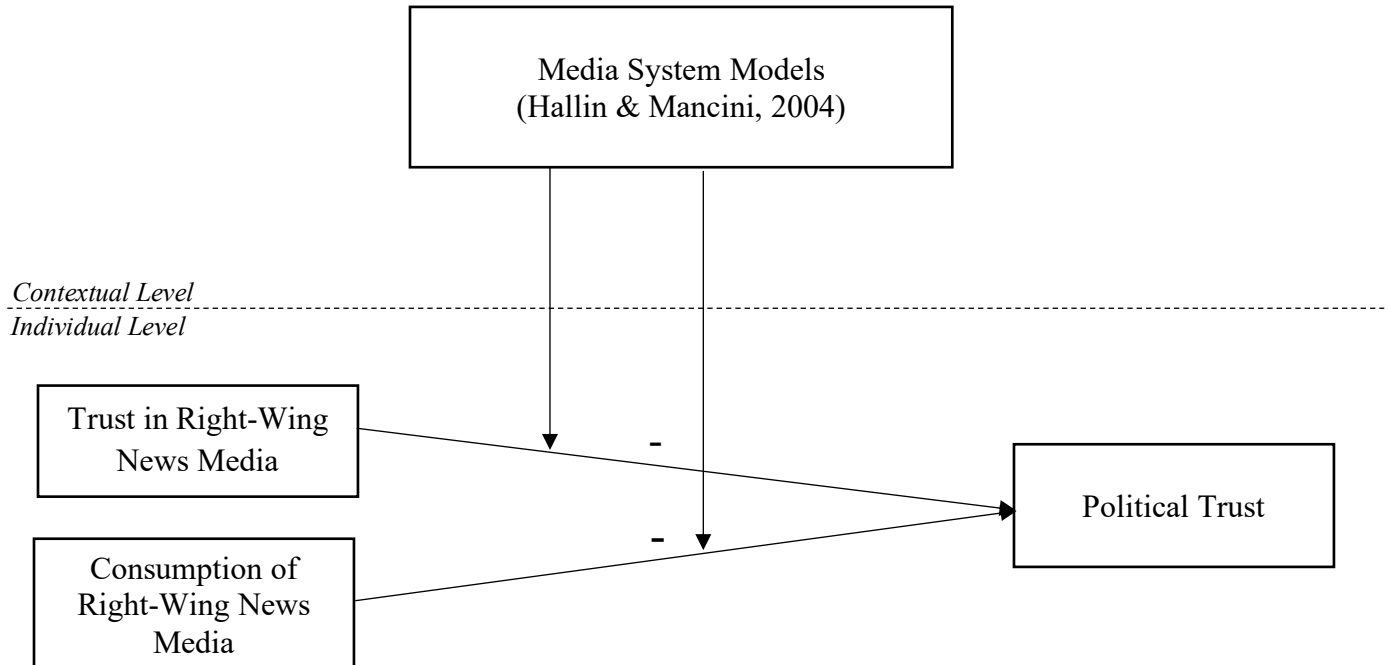 Media System Models
(Hallin & Mancini, 2004)
Contextual Level
Individual Level
Trust in Right-Wing
News Media
-
-
Political Trust
Consumption of
Right-Wing News
Media